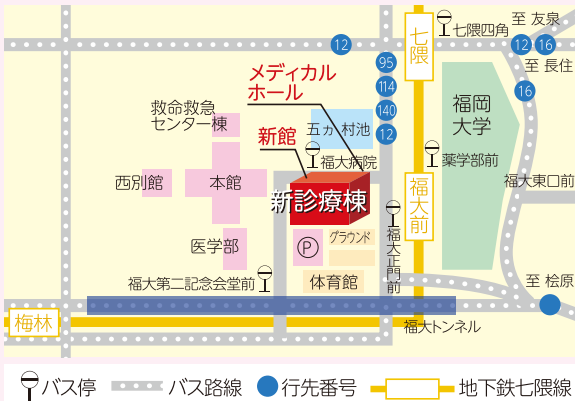 至 友泉
七隈
七隈四角
12
12
16
至 長住
95
メディカル
ホール
114
16
救命救急
センター棟
140
福岡
大学
新館
五ヵ村池
12
福大病院
薬学部前
西別館
本館
新診療棟
福大前
福大東口前
医学部
P
グラウンド
福大正門前
福大第二記念会堂前
体育館
至 桧原
梅林
福大トンネル
バス停
バス路線
行先番号
地下鉄七隈線